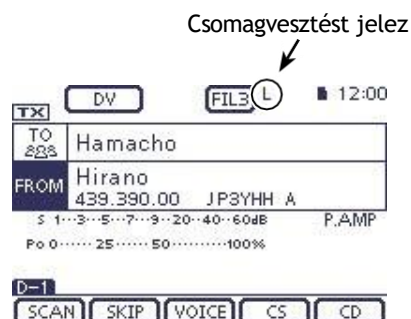 Csomagvesztést jelez
DV FIL3 L 12:00
TX
TO Hamacho
FROM Hirano
439.390.00 JP3YHH A
S 1··3··5··7··9··20··40··60dB P.AMP
Po 0······ 25······ 50··········100%
D-1
SCAN SKIP VOICE CS CD